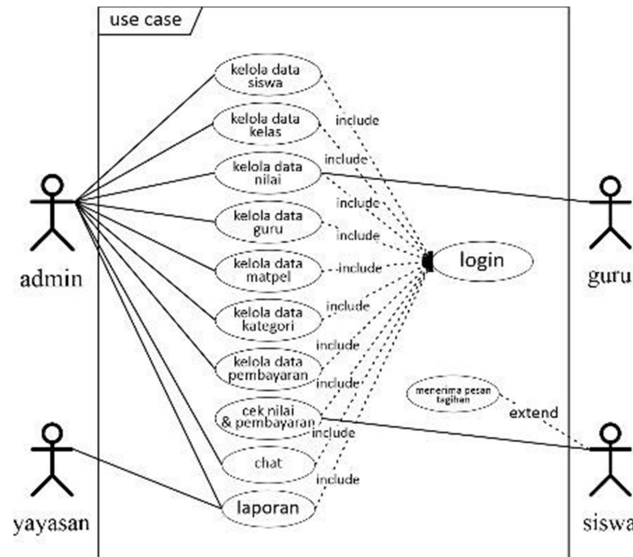 use case
kelola data
siswa
include
kelola data
kelas
include
kelola data
nilai
include
kelola data
guru
include
kelola data
matpel
include
kelola data
kategori
include
kelola data
pembayaran
include
include
cek nilai
& pembayaran
include
chat
include
laporan
login
menerima pesan
tagihan
extend
admin
guru
yayasan
siswa